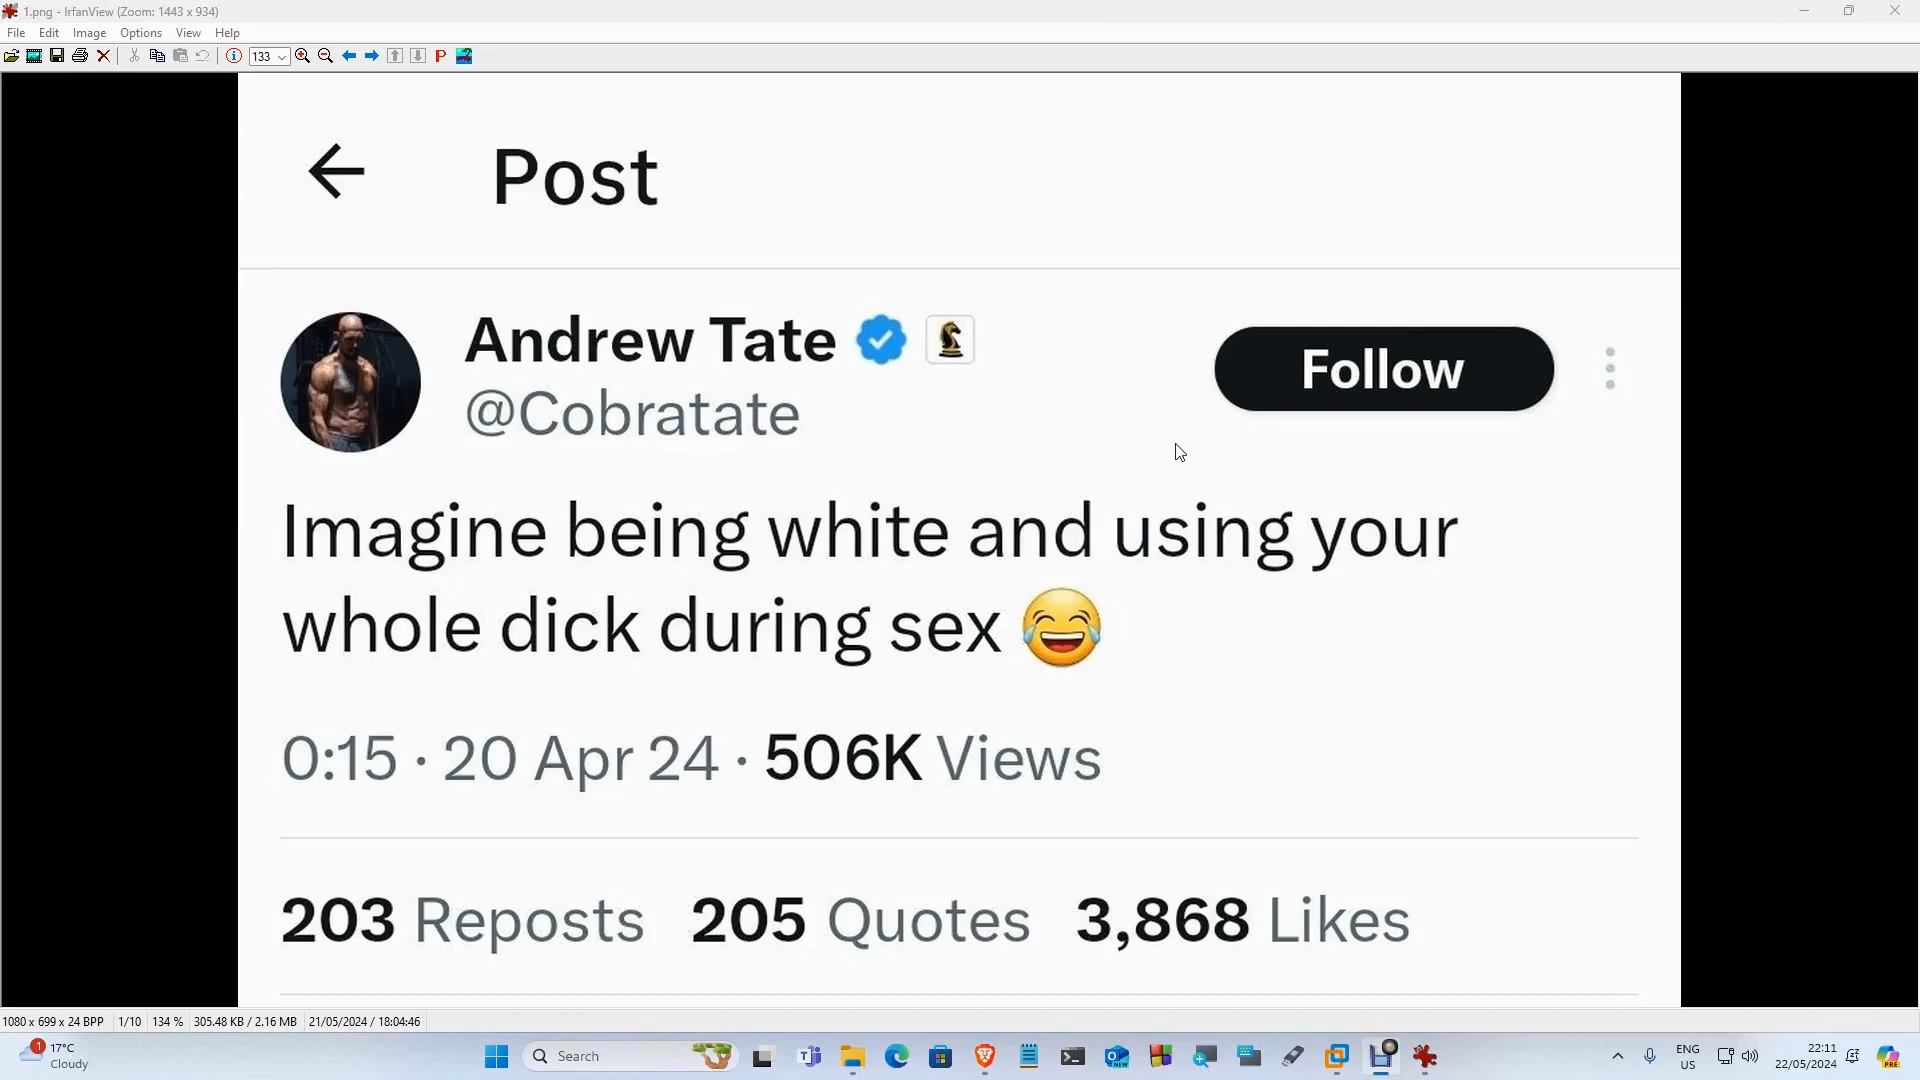 1.png - IrfanView (Zoom: 1443 x 934)
File Edit Image Options View Help
133
Post
Andrew Tate
Follow
@Cobratate
Imagine being white and using your
whole dick during sex 😂
0:15 · 20 Apr 24 · 506K Views
203 Reposts 205 Quotes 3,868 Likes
1080 x 699 x 24 BPP 1/10 134 % 305.48 KB / 2.16 MB 21/05/2024 / 18:04:46
1
17°C
Cloudy
Search
ENG
US
22:11
22/05/2024
NEW
PRE